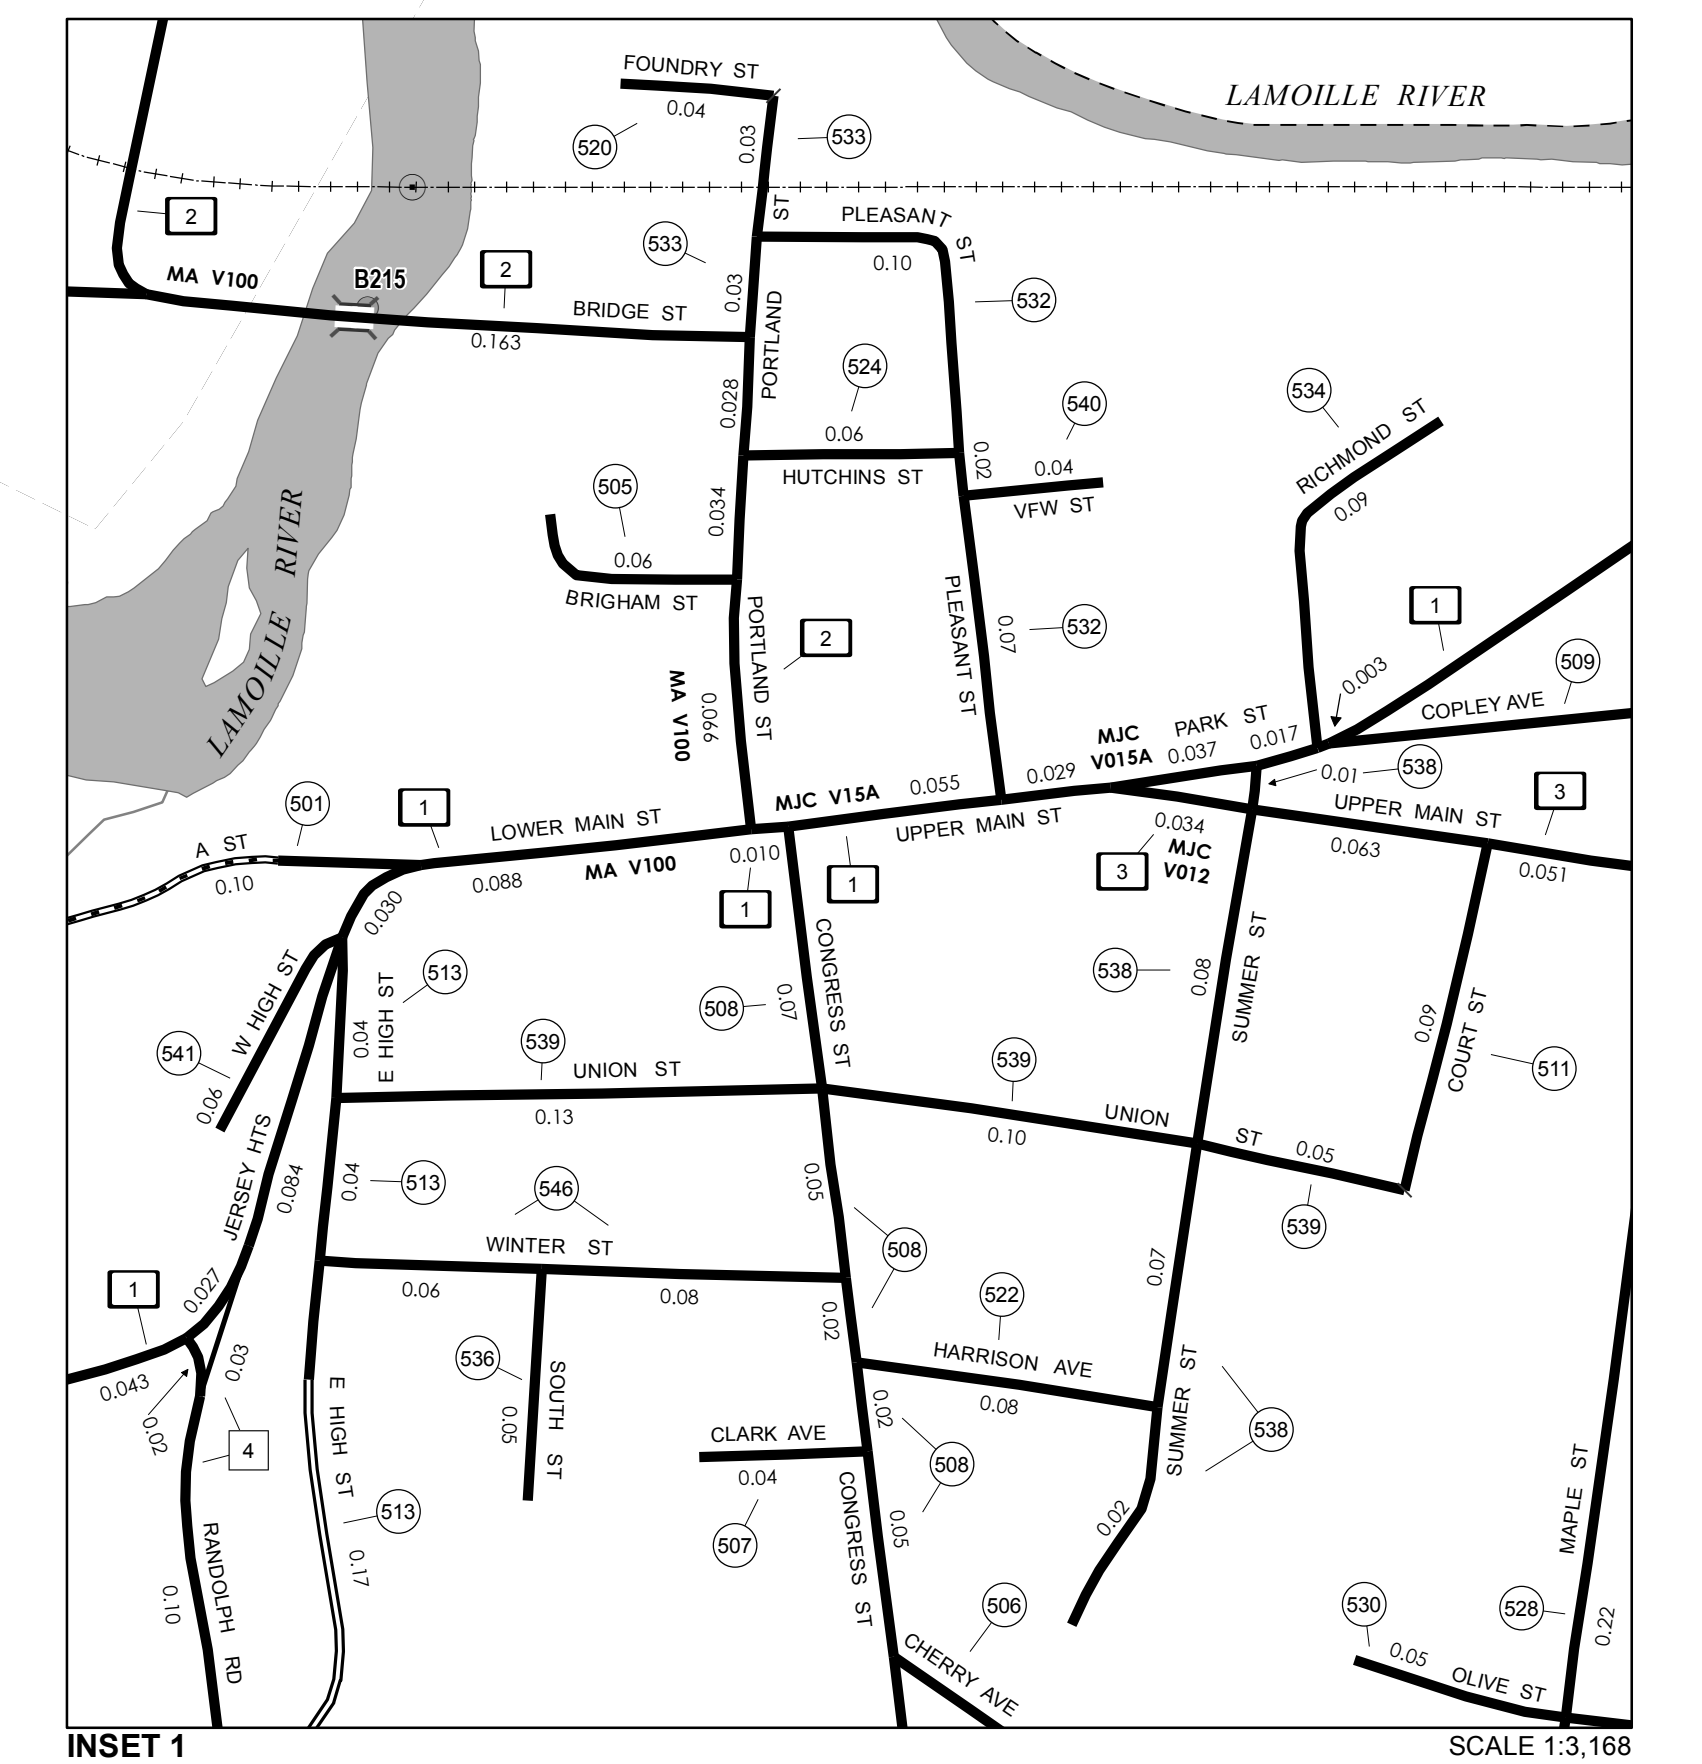 FOUNDRY ST
0.04
520
0.03
533
LAMOILLE RIVER
2
ST
PLEASANT ST
533
0.10
MA V100
B215
2
0.03
532
BRIDGE ST
0.163
PORTLAND
524
0.028
540
534
RICHMOND ST
0.06
0.02
0.04
HUTCHINS ST
VFW ST
0.09
505
0.034
LAMOILLE RIVER
0.06
BRIGHAM ST
PORTLAND ST
2
PLEASANT ST
0.07
532
1
MA V100
0.066
0.003
509
COPLEY AVE
PARK ST
MJC
V015A
0.037
0.017
0.01
538
501
1
LOWER MAIN ST
MJC V15A
0.055
0.029
UPPER MAIN ST
UPPER MAIN ST
3
A ST
0.10
0.088
MA V100
0.010
1
1
0.034
3
MJC
V012
0.063
0.051
0.030
W HIGH ST
E HIGH ST
513
0.04
541
0.06
508
0.07
CONGRESS ST
538
0.08
SUMMER ST
0.09
COURT ST
511
539
UNION ST
0.13
539
UNION ST
0.10
0.05
539
JERSEY HTS
0.084
0.04
513
546
0.05
508
WINTER ST
0.06
0.08
0.07
1
0.027
0.043
0.02
0.03
4
536
SOUTH ST
0.05
0.02
522
HARRISON AVE
0.08
SUMMER ST
538
E HIGH ST
513
0.17
CLARK AVE
0.04
507
0.02
508
CONGRESS ST
0.05
0.02
RANDOLPH RD
0.10
506
CHERRY AVE
MAPLE ST
530
528
0.05
OLIVE ST
0.22
INSET 1
SCALE 1:3,168